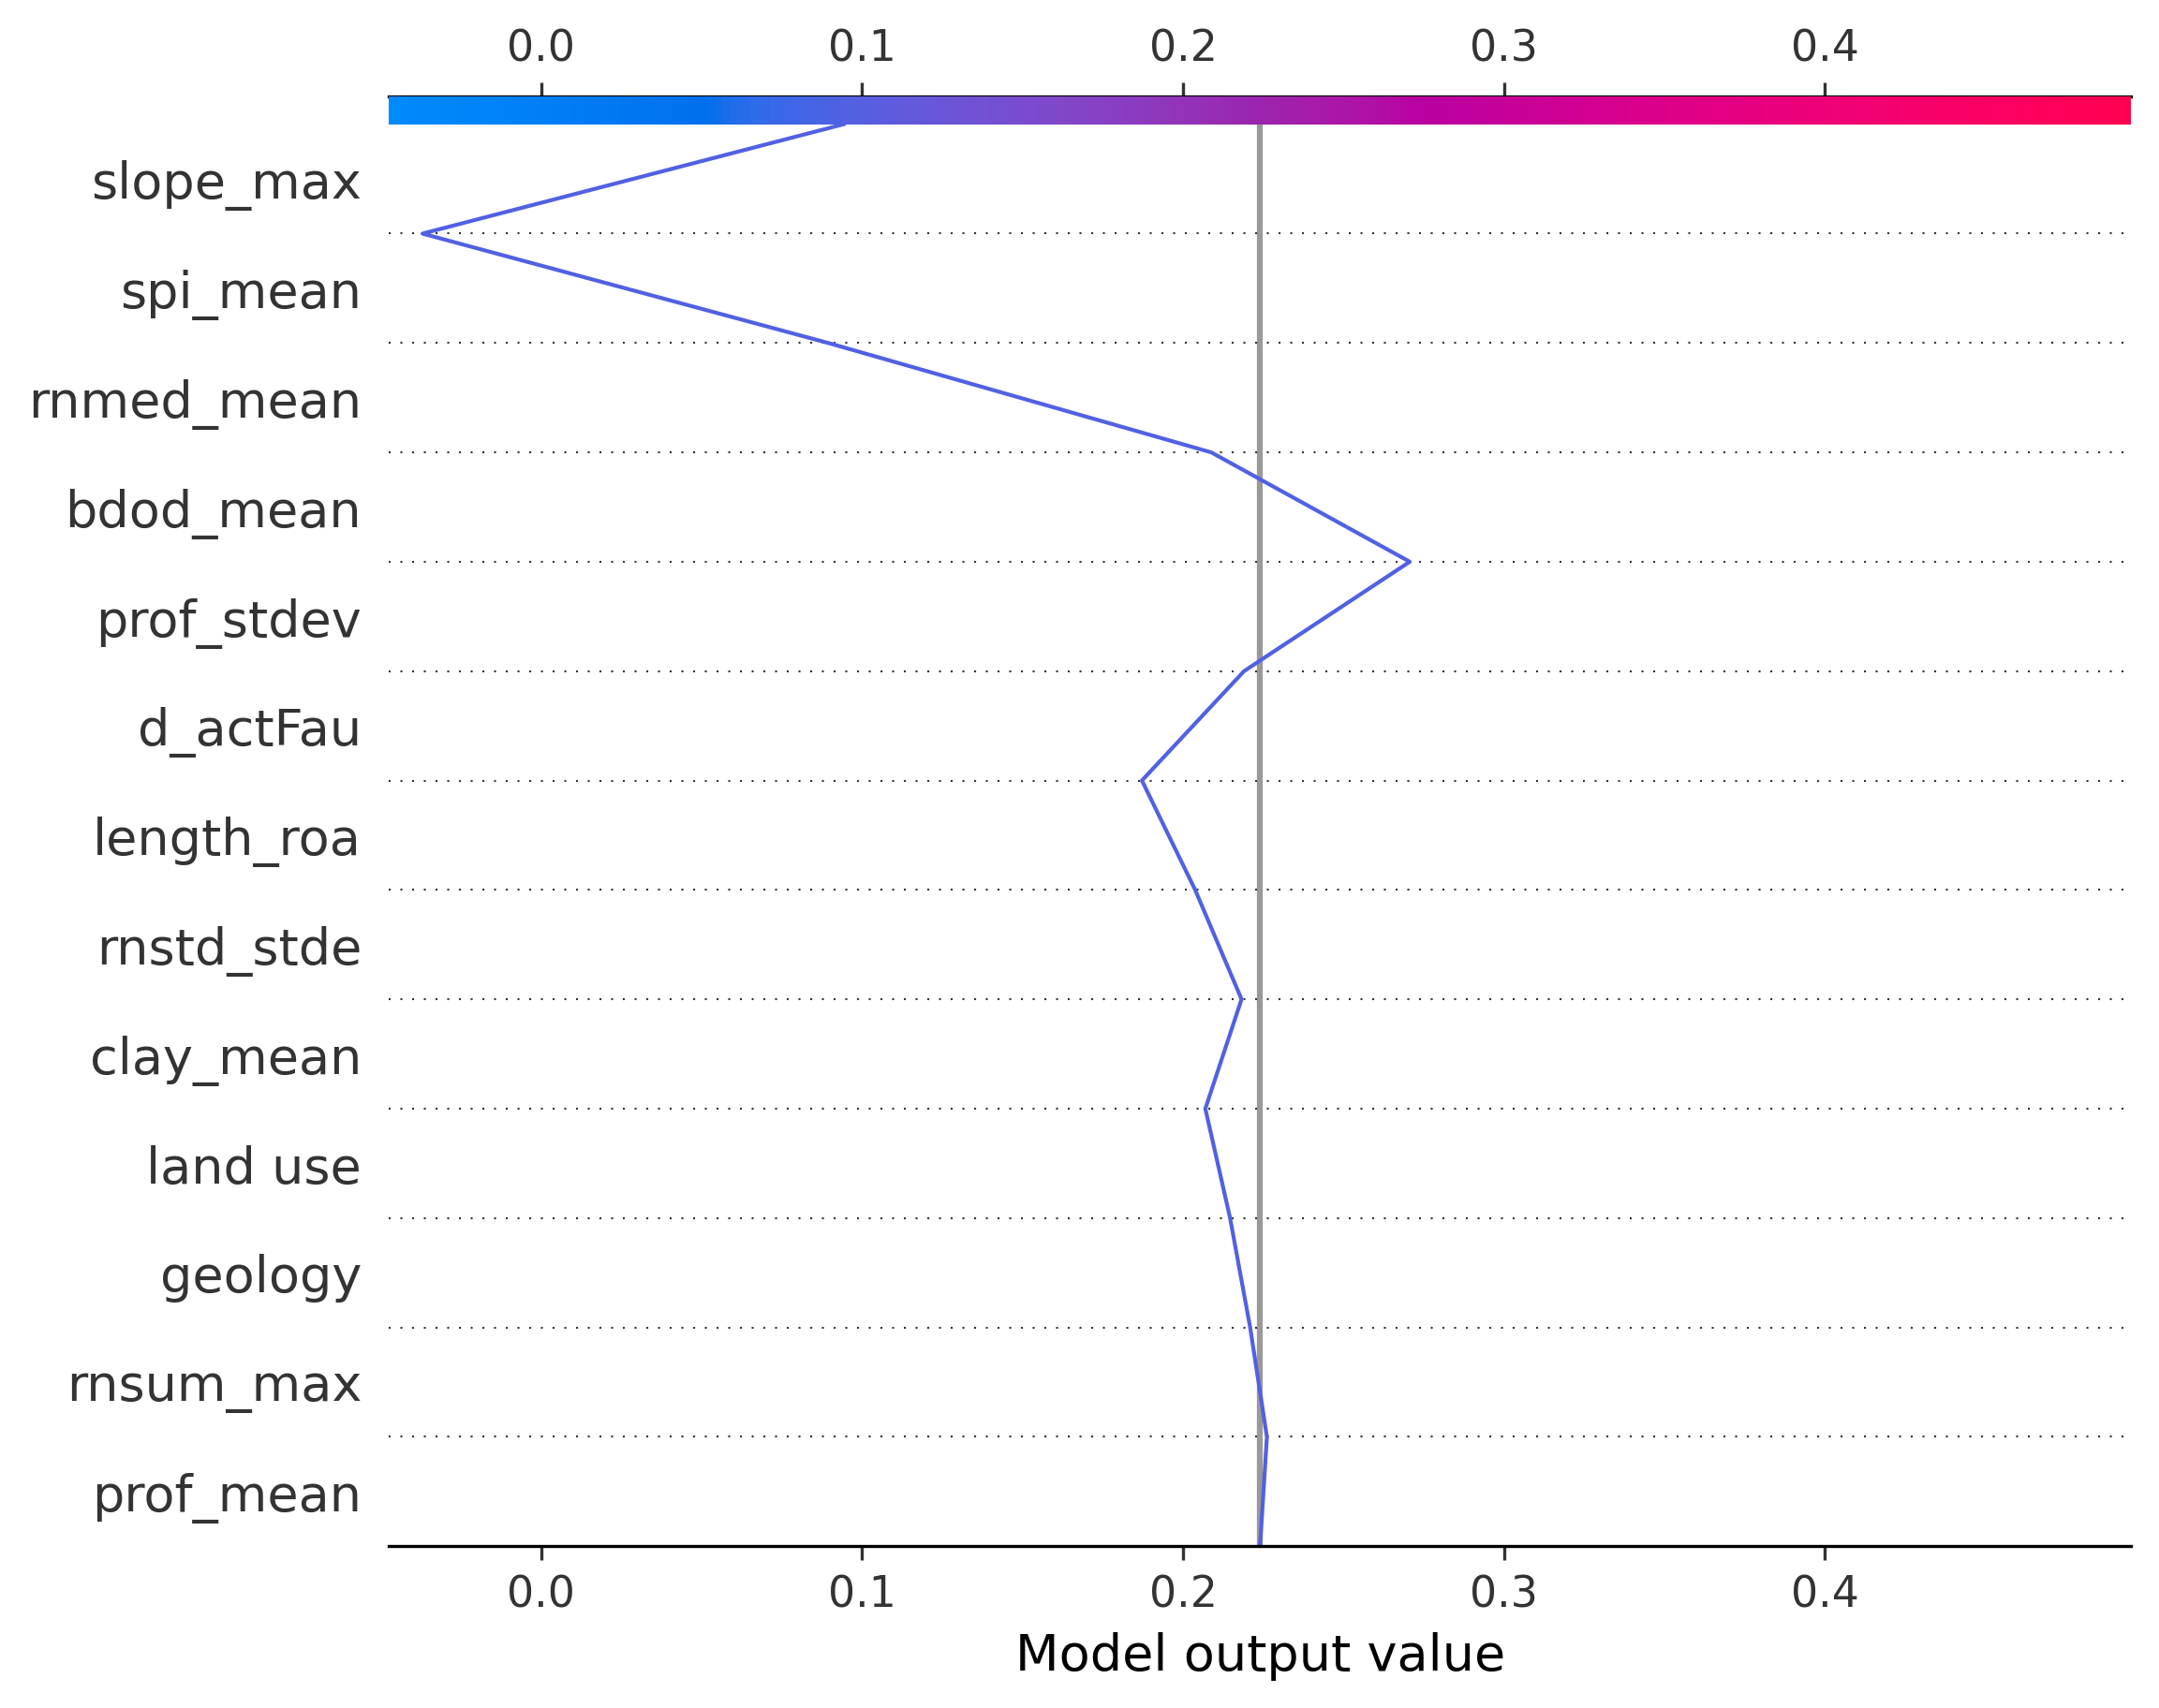 0.0 0.1 0.2 0.3 0.4
slope_max
spi_mean
rnmed_mean
bdod_mean
prof_stdev
d_actFau
length_roa
rnstd_stde
clay_mean
land use
geology
rnsum_max
prof_mean
0.0 0.1 0.2 0.3 0.4
Model output value